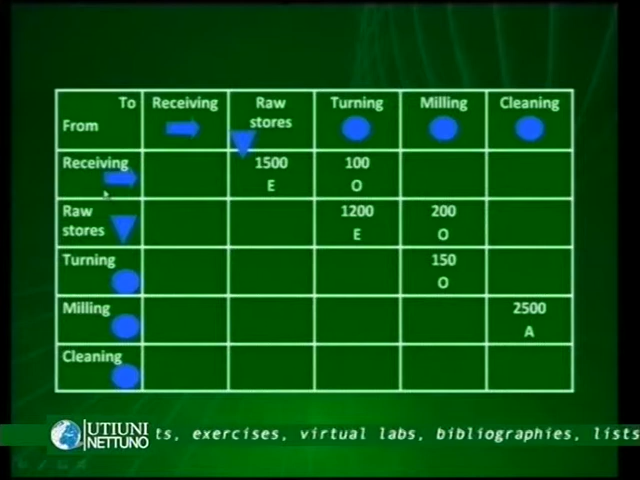 To
From
Receiving
Raw
stores
Turning
Milling
Cleaning
Receiving
1500
E
100
O
Raw
stores
1200
E
200
O
Turning
150
O
Milling
2500
A
Cleaning
UTIUNI
NETTUNO
ts, exercises, virtual labs, bibliographies, lists